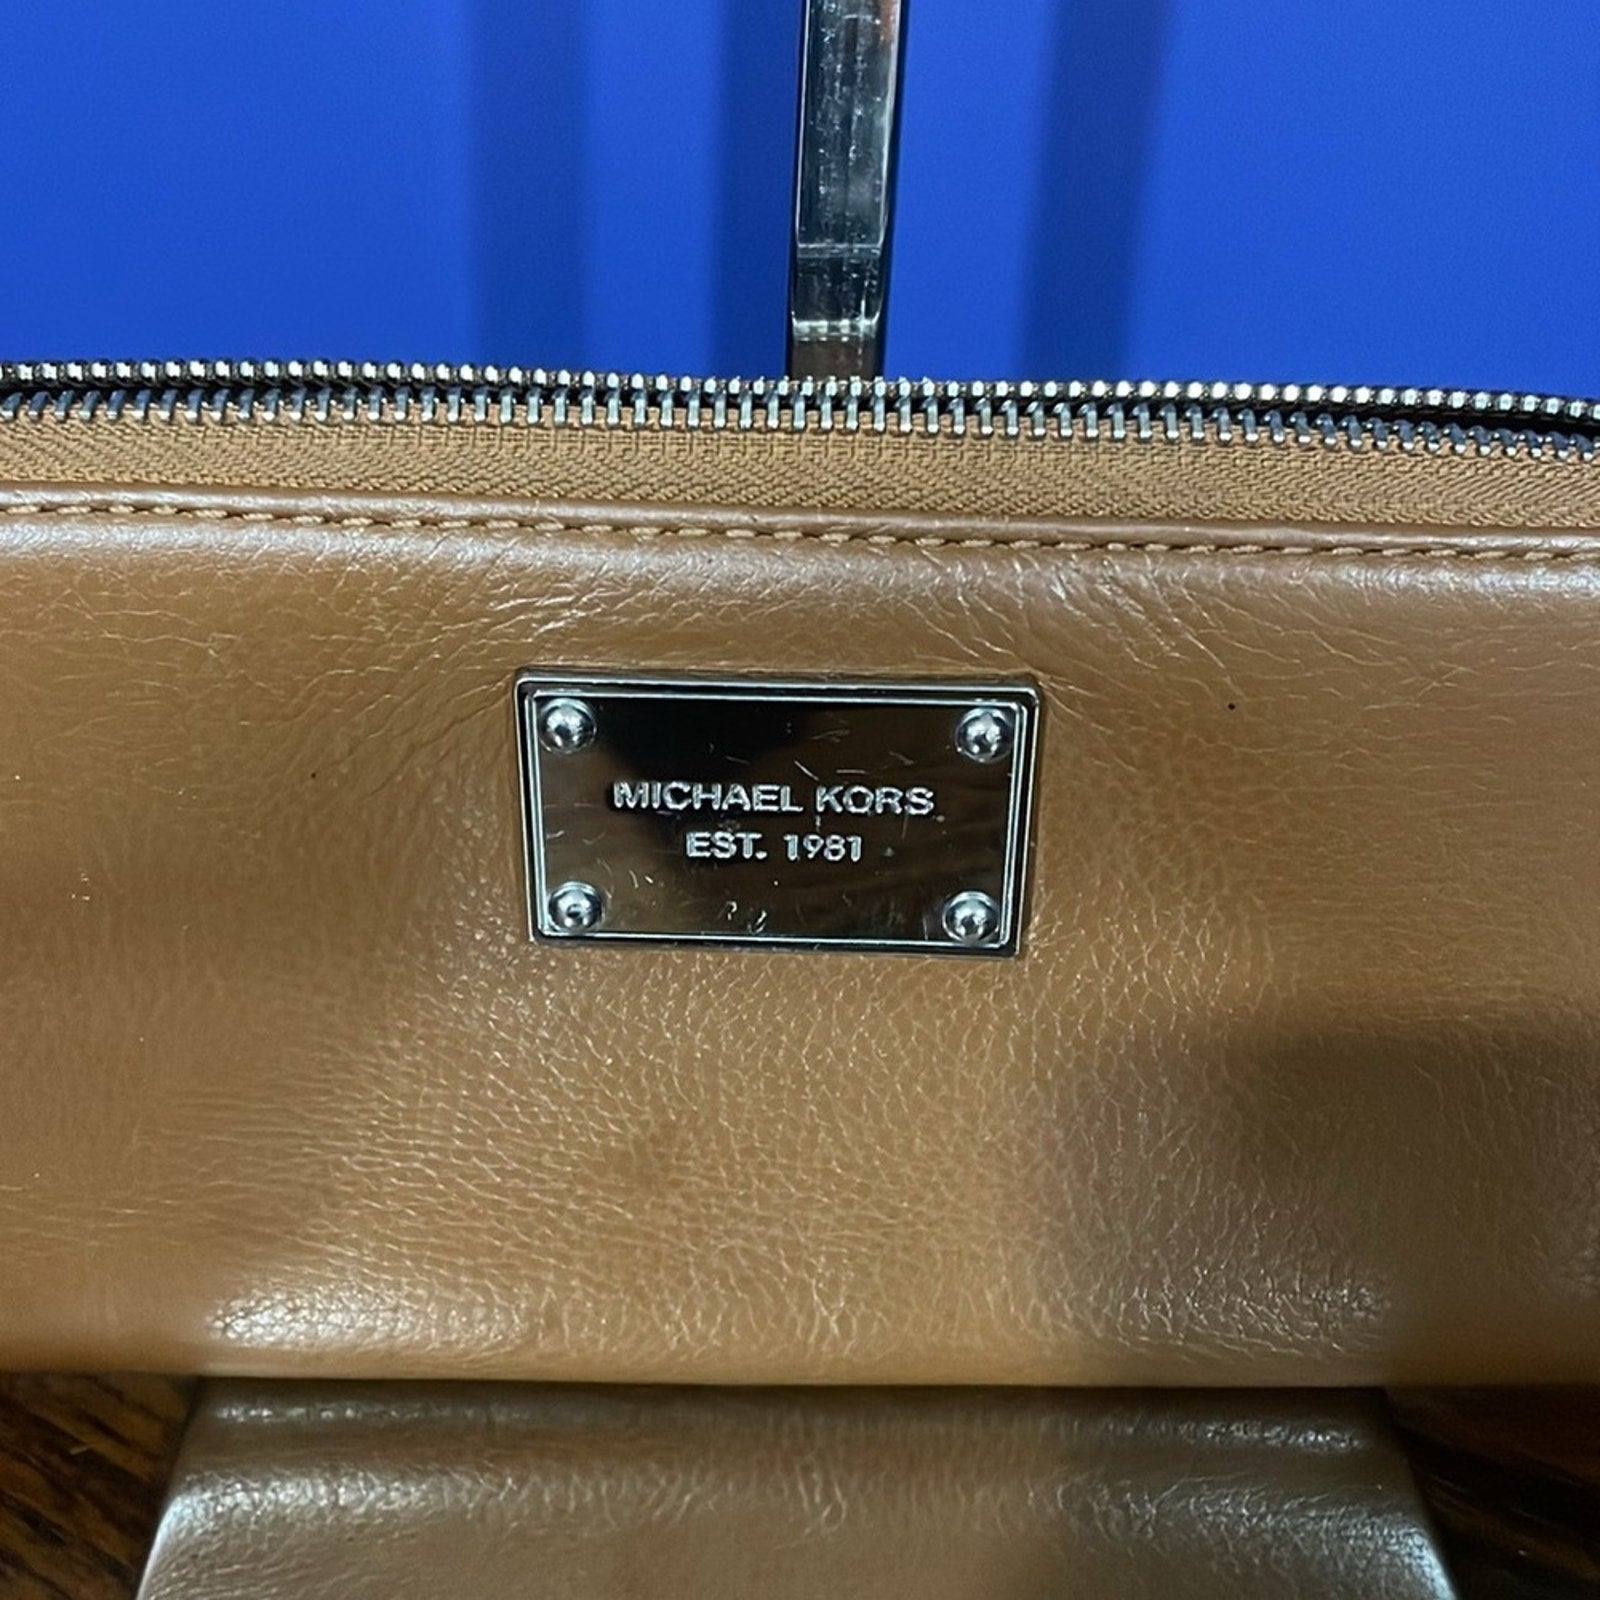 MICHAEL KORS
EST. 1981